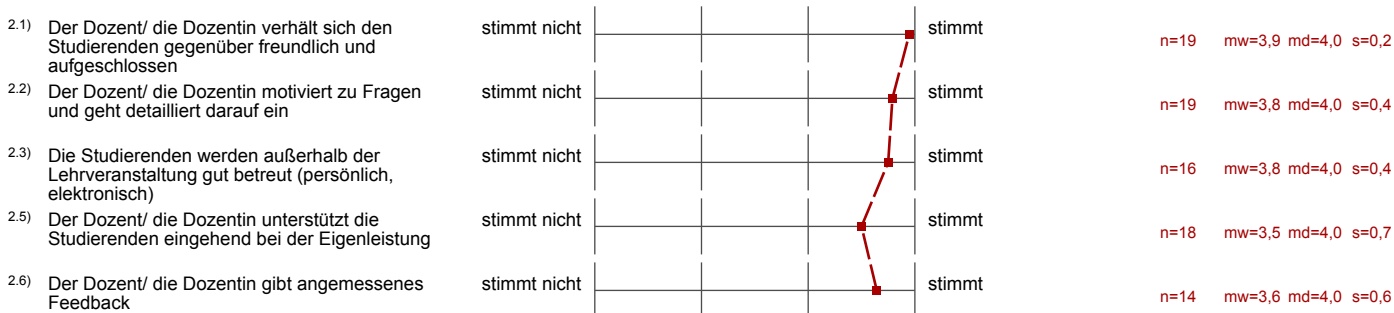 2.1) Der Dozent/ die Dozentin verhält sich den stimmt nicht stimmt
Studierenden gegenüber freundlich und n=19 mw=3,9 md=4,0 s=0,2
aufgeschlossen
2.2) Der Dozent/ die Dozentin motiviert zu Fragen stimmt nicht stimmt
und geht detailliert darauf ein n=19 mw=3,8 md=4,0 s=0,4
2.3) Die Studierenden werden außerhalb der stimmt nicht stimmt
Lehrveranstaltung gut betreut (persönlich, n=16 mw=3,8 md=4,0 s=0,4
elektronisch)
2.5) Der Dozent/ die Dozentin unterstützt die stimmt nicht stimmt
Studierenden eingehend bei der Eigenleistung n=18 mw=3,5 md=4,0 s=0,7
2.6) Der Dozent/ die Dozentin gibt angemessenes stimmt nicht stimmt
Feedback n=14 mw=3,6 md=4,0 s=0,6